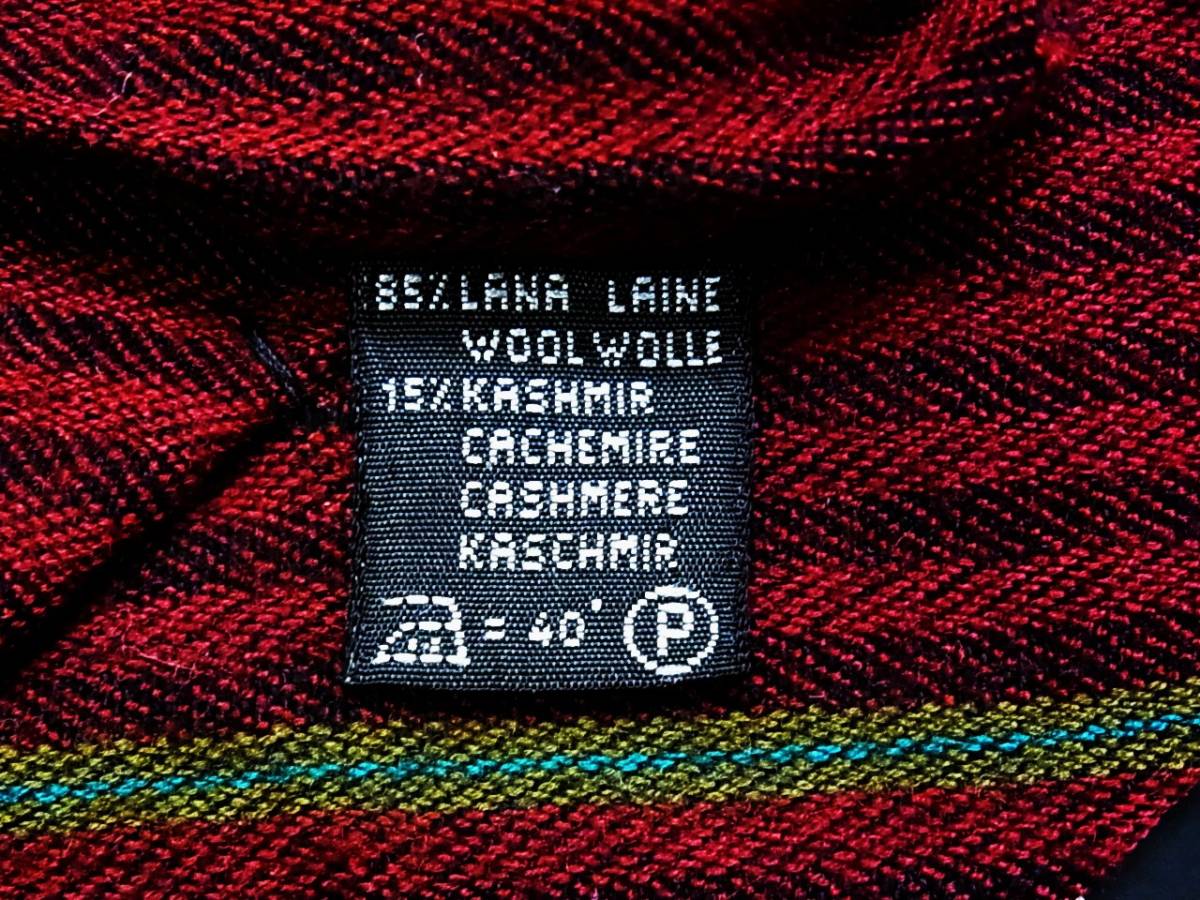 85% LANA LAINE
WOOL WOLLE
15% KASHMIR
CACHEMIRE
CASHMERE
KASCHMIR
= 40° P